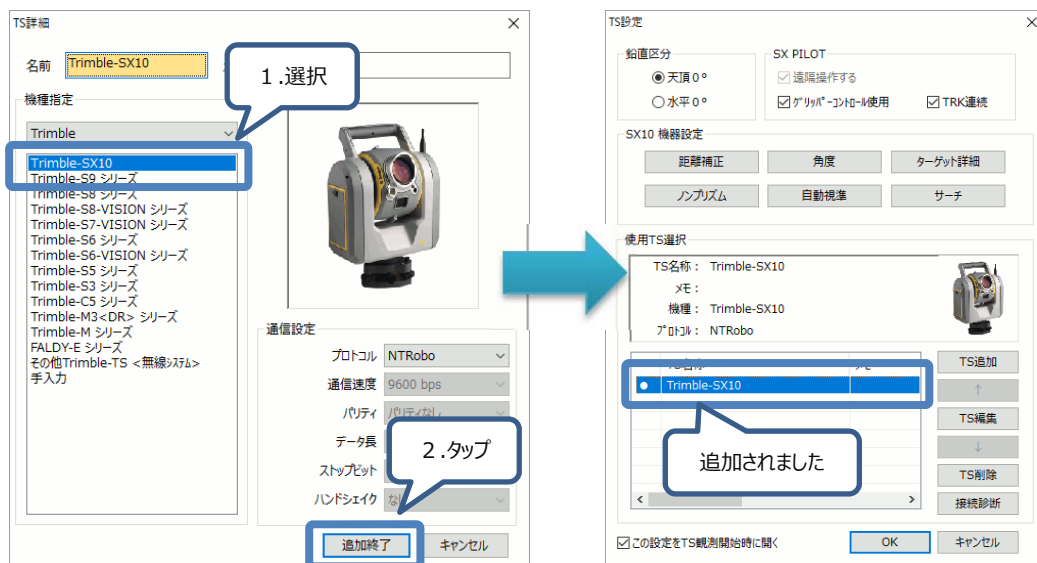 TS詳細
名前 Trimble-SX10
1.選択
機種指定
Trimble
Trimble-SX10
Trimble-S9 シリーズ
Trimble-S8 シリーズ
Trimble-S8-VISION シリーズ
Trimble-S7-VISION シリーズ
Trimble-S6 シリーズ
Trimble-S6-VISION シリーズ
Trimble-S5 シリーズ
Trimble-S3 シリーズ
Trimble-C5 シリーズ
Trimble-M3<DR> シリーズ
Trimble-M シリーズ
FALDY-E シリーズ
その他Trimble-TS <無線ｼｽﾃﾑ>
手入力
通信設定
プロトコル NTRobo
通信速度 9600 bps
パリティ パリティなし
データ長
2.タップ
ストップビット
ハンドシェイク
追加終了 キャンセル
TS設定
鉛直区分
天頂0°
水平0°
SX PILOT
遠隔操作する
ｸﾞﾘｯﾊﾟｰｺﾝﾄﾛｰﾙ使用 TRK連続
SX10 機器設定
距離補正 角度 ターゲット詳細
ノンプリズム 自動視準 サーチ
使用TS選択
TS名称： Trimble-SX10
ﾒﾓ：
機種： Trimble-SX10
ﾌﾟﾛﾄｺﾙ： NTRobo
TS名称 ﾒﾓ
Trimble-SX10
追加されました
TS追加
↑
TS編集
↓
TS削除
接続診断
この設定をTS観測開始時に開く OK キャンセル